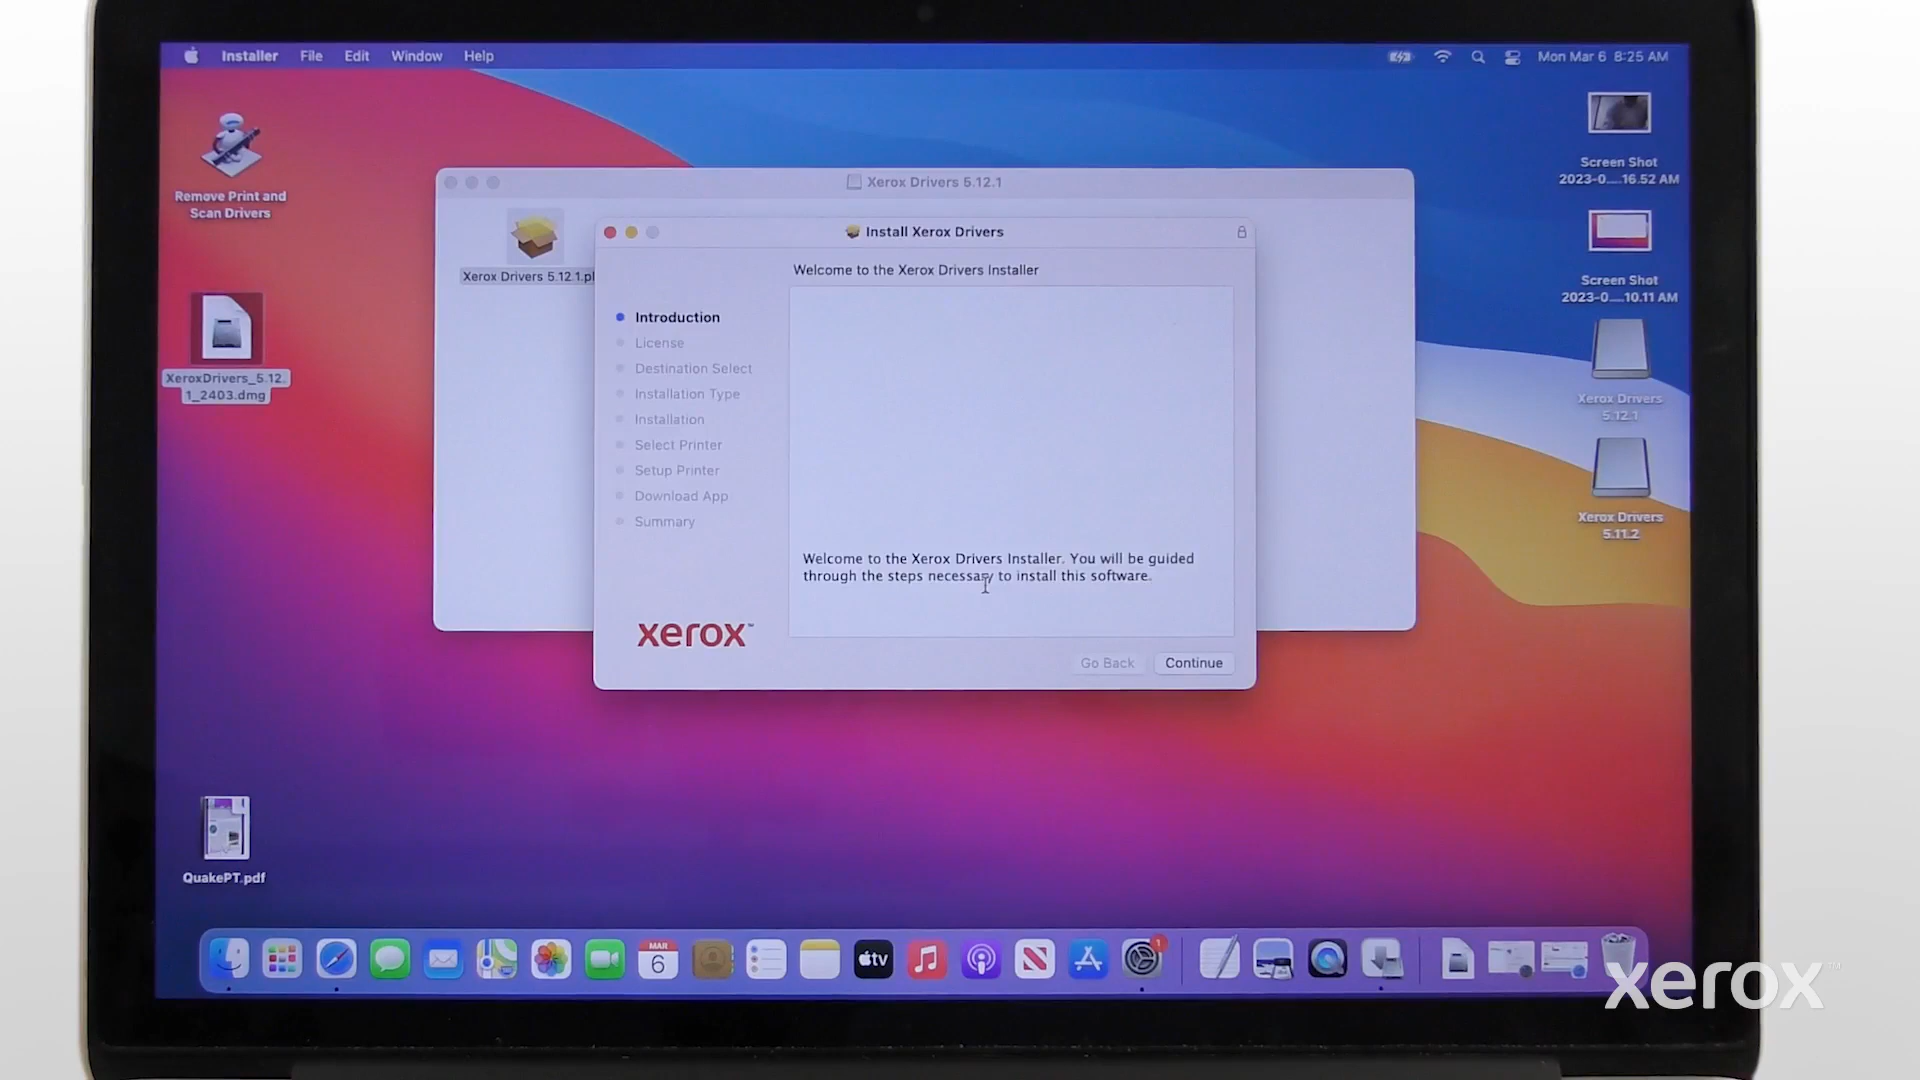 Installer File Edit Window Help
Mon Mar 6 8:25 AM
Remove Print and
Scan Drivers
XeroxDrivers_5.12.
1_2403.dmg
QuakePT.pdf
Xerox Drivers 5.12.1
Xerox Drivers 5.12.1.p
Install Xerox Drivers
Welcome to the Xerox Drivers Installer
Introduction
License
Destination Select
Installation Type
Installation
Select Printer
Setup Printer
Download App
Summary
Welcome to the Xerox Drivers Installer. You will be guided
through the steps necessary to install this software.
xerox™
Go Back Continue
Screen Shot
2023-0....16.52 AM
Screen Shot
2023-0....10.11 AM
Xerox Drivers
5.12.1
Xerox Drivers
5.11.2
MAR
6
tv
1
xerox™